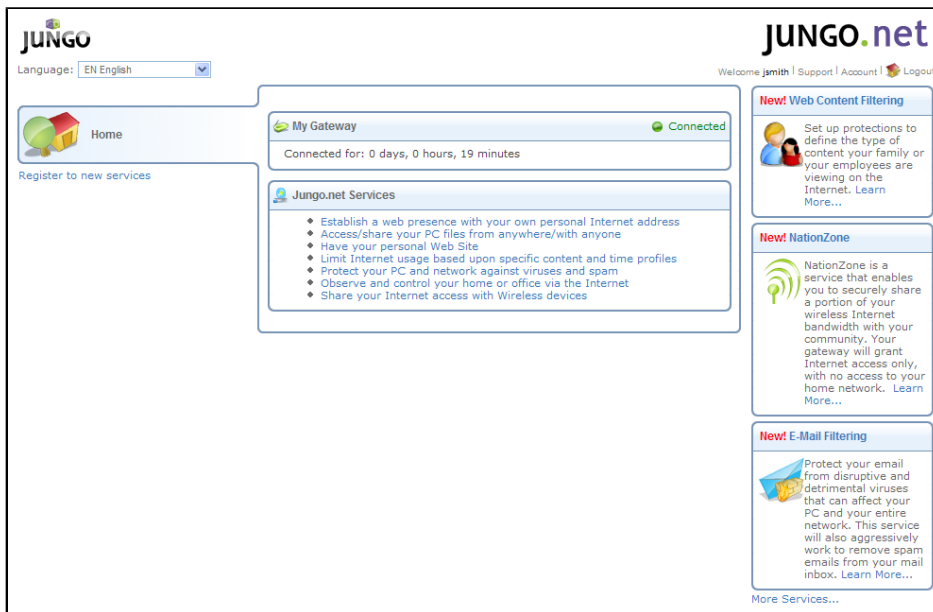 JUNGO
JUNGO.net
Language: EN English
Welcome jsmith | Support | Account | Logout
Home
Register to new services
My Gateway
Connected
Connected for: 0 days, 0 hours, 19 minutes
Jungo.net Services
Establish a web presence with your own personal Internet address
Access/share your PC files from anywhere/with anyone
Have your personal Web Site
Limit Internet usage based upon specific content and time profiles
Protect your PC and network against viruses and spam
Observe and control your home or office via the Internet
Share your Internet access with Wireless devices
New! Web Content Filtering
Set up protections to
define the type of
content your family or
your employees are
viewing on the
Internet. Learn
More...
New! NationZone
NationZone is a
service that enables
you to securely share
a portion of your
wireless Internet
bandwidth with your
community. Your
gateway will grant
Internet access only,
with no access to your
home network. Learn
More...
New! E-Mail Filtering
Protect your email
from disruptive and
detrimental viruses
that can affect your
PC and your entire
network. This service
will also aggressively
work to remove spam
emails from your mail
inbox. Learn More...
More Services...